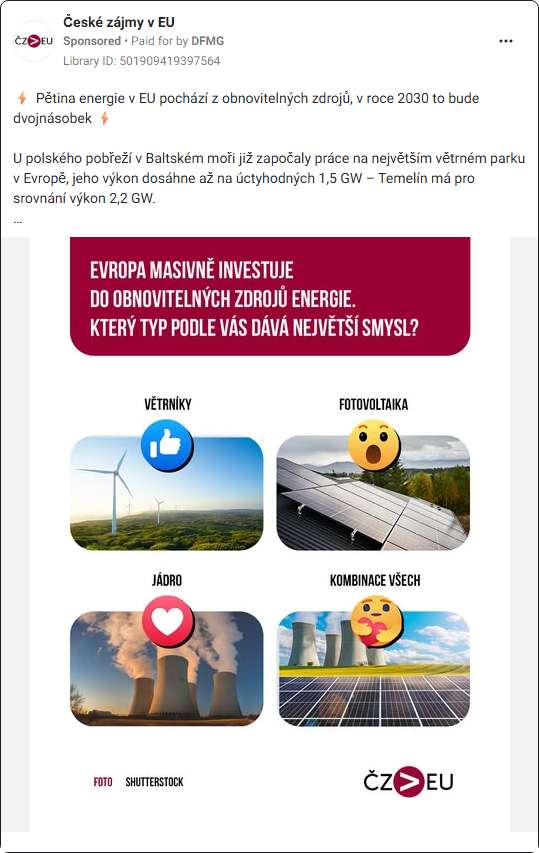 České zájmy v EU
Sponsored • Paid for by DFMG
Library ID: 501909419397564
⚡ Pětina energie v EU pochází z obnovitelných zdrojů, v roce 2030 to bude
dvojnásobek ⚡
U polského pobřeží v Baltském moři již započaly práce na největším větrném parku
v Evropě, jeho výkon dosáhne až na úctyhodných 1,5 GW – Temelín má pro
srovnání výkon 2,2 GW.
...
EVROPA MASIVNĚ INVESTUJE
DO OBNOVITELNÝCH ZDROJŮ ENERGIE.
KTERÝ TYP PODLE VÁS DÁVÁ NEJVĚTŠÍ SMYSL?
VĚTRNÍKY
FOTOVOLTAIKA
JÁDRO
KOMBINACE VŠECH
FOTO SHUTTERSTOCK
ČZ>EU